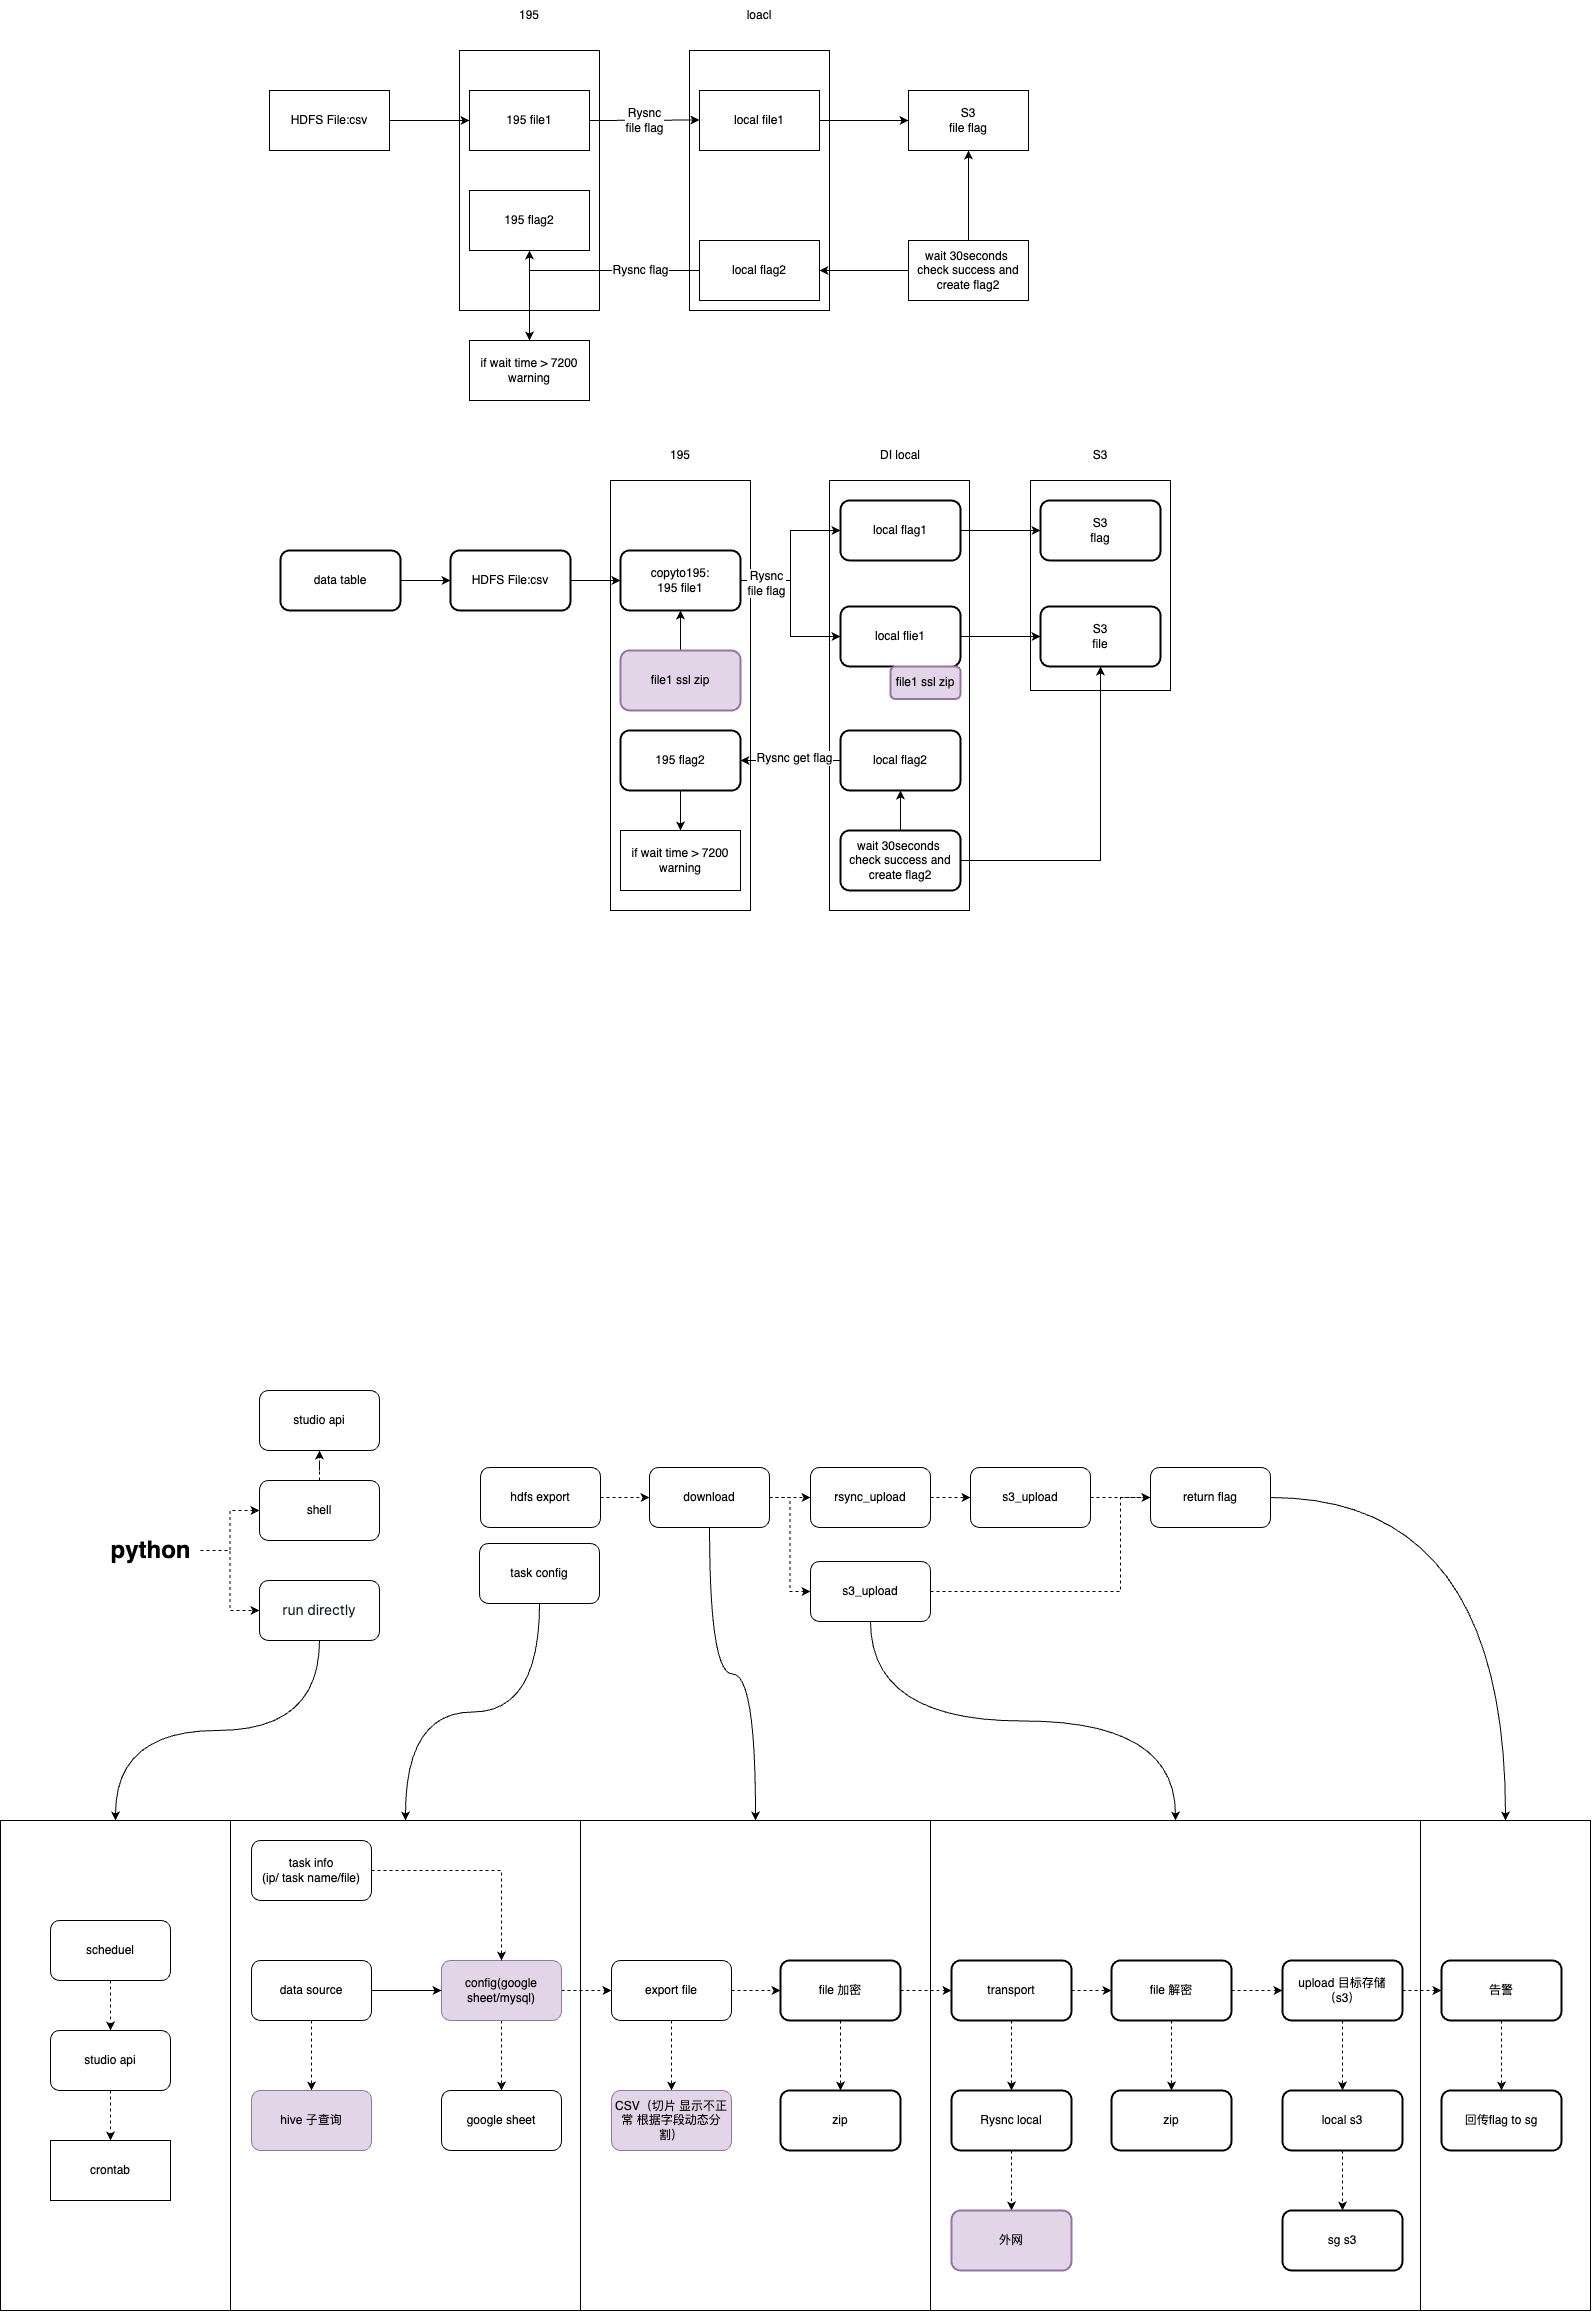 195
loacl
HDFS File:csv
195 file1
Rysnc
file flag
local file1
S3
file flag
195 flag2
Rysnc flag
local flag2
wait 30seconds
check success and
create flag2
if wait time > 7200
warning
195
DI local
S3
data table
HDFS File:csv
copyto195:
195 file1
Rysnc
file flag
local flag1
S3
flag
local flie1
S3
file
file1 ssl zip
file1 ssl zip
195 flag2
Rysnc get flag
local flag2
if wait time > 7200
warning
wait 30seconds
check success and
create flag2
studio api
shell
python
run directly
hdfs export
download
rsync_upload
s3_upload
return flag
task config
s3_upload
scheduel
studio api
crontab
task info
(ip/ task name/file)
data source
config(google
sheet/mysql)
hive 子查询
google sheet
export file
file 加密
CSV（切片 显示不正
常 根据字段动态分
割）
zip
transport
file 解密
upload 目标存储
（s3）
Rysnc local
zip
local s3
外网
sg s3
告警
回传flag to sg